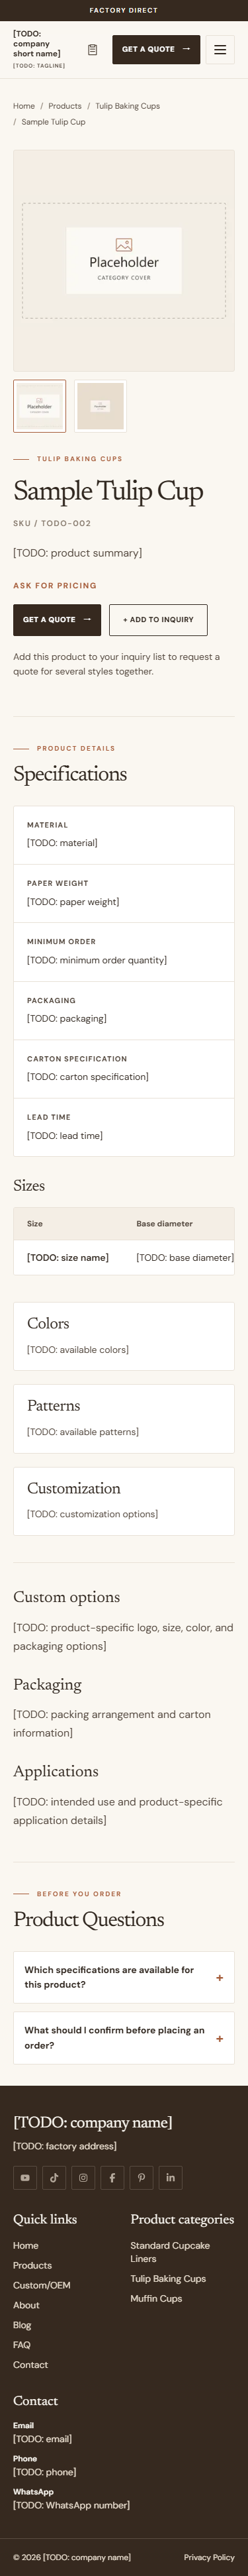 FACTORY DIRECT
[TODO:
company
short name]
[TODO: TAGLINE]
GET A QUOTE →
Home / Products / Tulip Baking Cups
/ Sample Tulip Cup
Placeholder
CATEGORY COVER
Placeholder
Placeholder
TULIP BAKING CUPS
Sample Tulip Cup
SKU / TODO-002
[TODO: product summary]
ASK FOR PRICING
GET A QUOTE →
+ ADD TO INQUIRY
Add this product to your inquiry list to request a
quote for several styles together.
PRODUCT DETAILS
Specifications
MATERIAL
[TODO: material]
PAPER WEIGHT
[TODO: paper weight]
MINIMUM ORDER
[TODO: minimum order quantity]
PACKAGING
[TODO: packaging]
CARTON SPECIFICATION
[TODO: carton specification]
LEAD TIME
[TODO: lead time]
Sizes
Size Base diameter
[TODO: size name] [TODO: base diameter]
Colors
[TODO: available colors]
Patterns
[TODO: available patterns]
Customization
[TODO: customization options]
Custom options
[TODO: product-specific logo, size, color, and
packaging options]
Packaging
[TODO: packing arrangement and carton
information]
Applications
[TODO: intended use and product-specific
application details]
BEFORE YOU ORDER
Product Questions
Which specifications are available for
this product?
+
What should I confirm before placing an
order?
+
[TODO: company name]
[TODO: factory address]
Quick links
Home
Products
Custom/OEM
About
Blog
FAQ
Contact
Product categories
Standard Cupcake
Liners
Tulip Baking Cups
Muffin Cups
Contact
Email
[TODO: email]
Phone
[TODO: phone]
WhatsApp
[TODO: WhatsApp number]
© 2026 [TODO: company name]
Privacy Policy